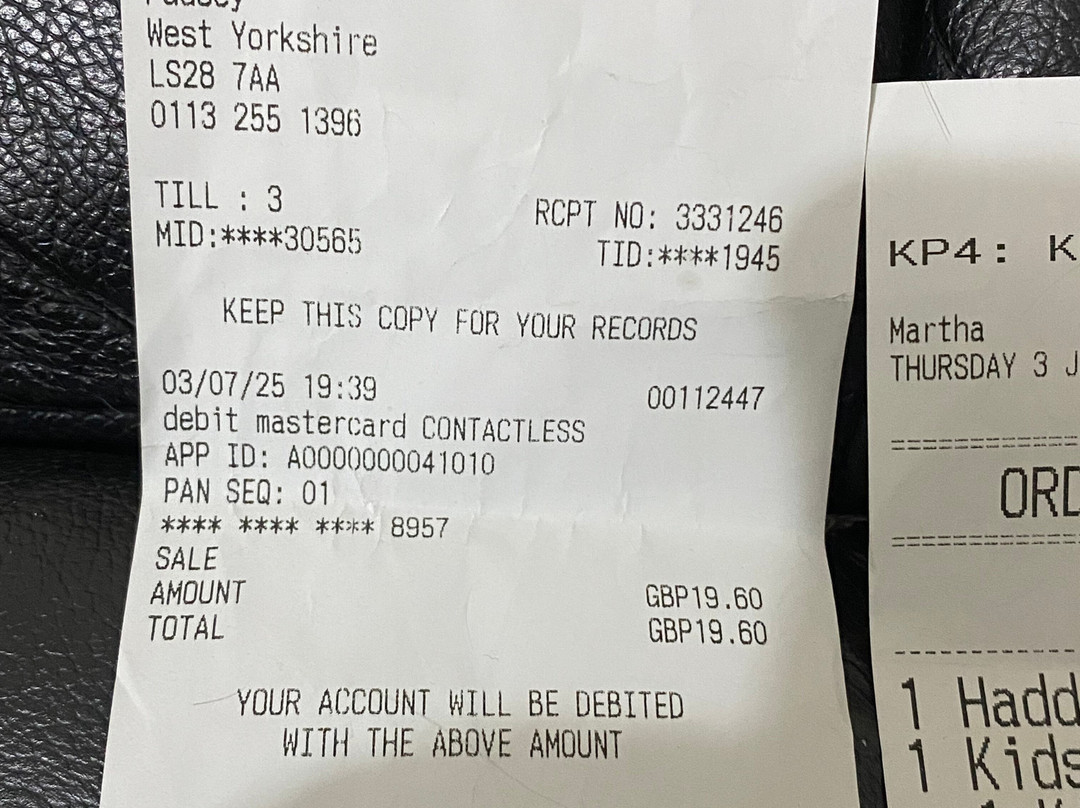 Pudsey
West Yorkshire
LS28 7AA
0113 255 1396
TILL : 3
RCPT NO: 3331246
MID:****30565
TID:****1945
KEEP THIS COPY FOR YOUR RECORDS
03/07/25 19:39
00112447
debit mastercard CONTACTLESS
APP ID: A0000000041010
PAN SEQ: 01
**** **** **** 8957
SALE
AMOUNT GBP19.60
TOTAL GBP19.60
YOUR ACCOUNT WILL BE DEBITED
WITH THE ABOVE AMOUNT
KP4: K
Martha
THURSDAY 3 J
ORD
1 Hadd
1 Kids